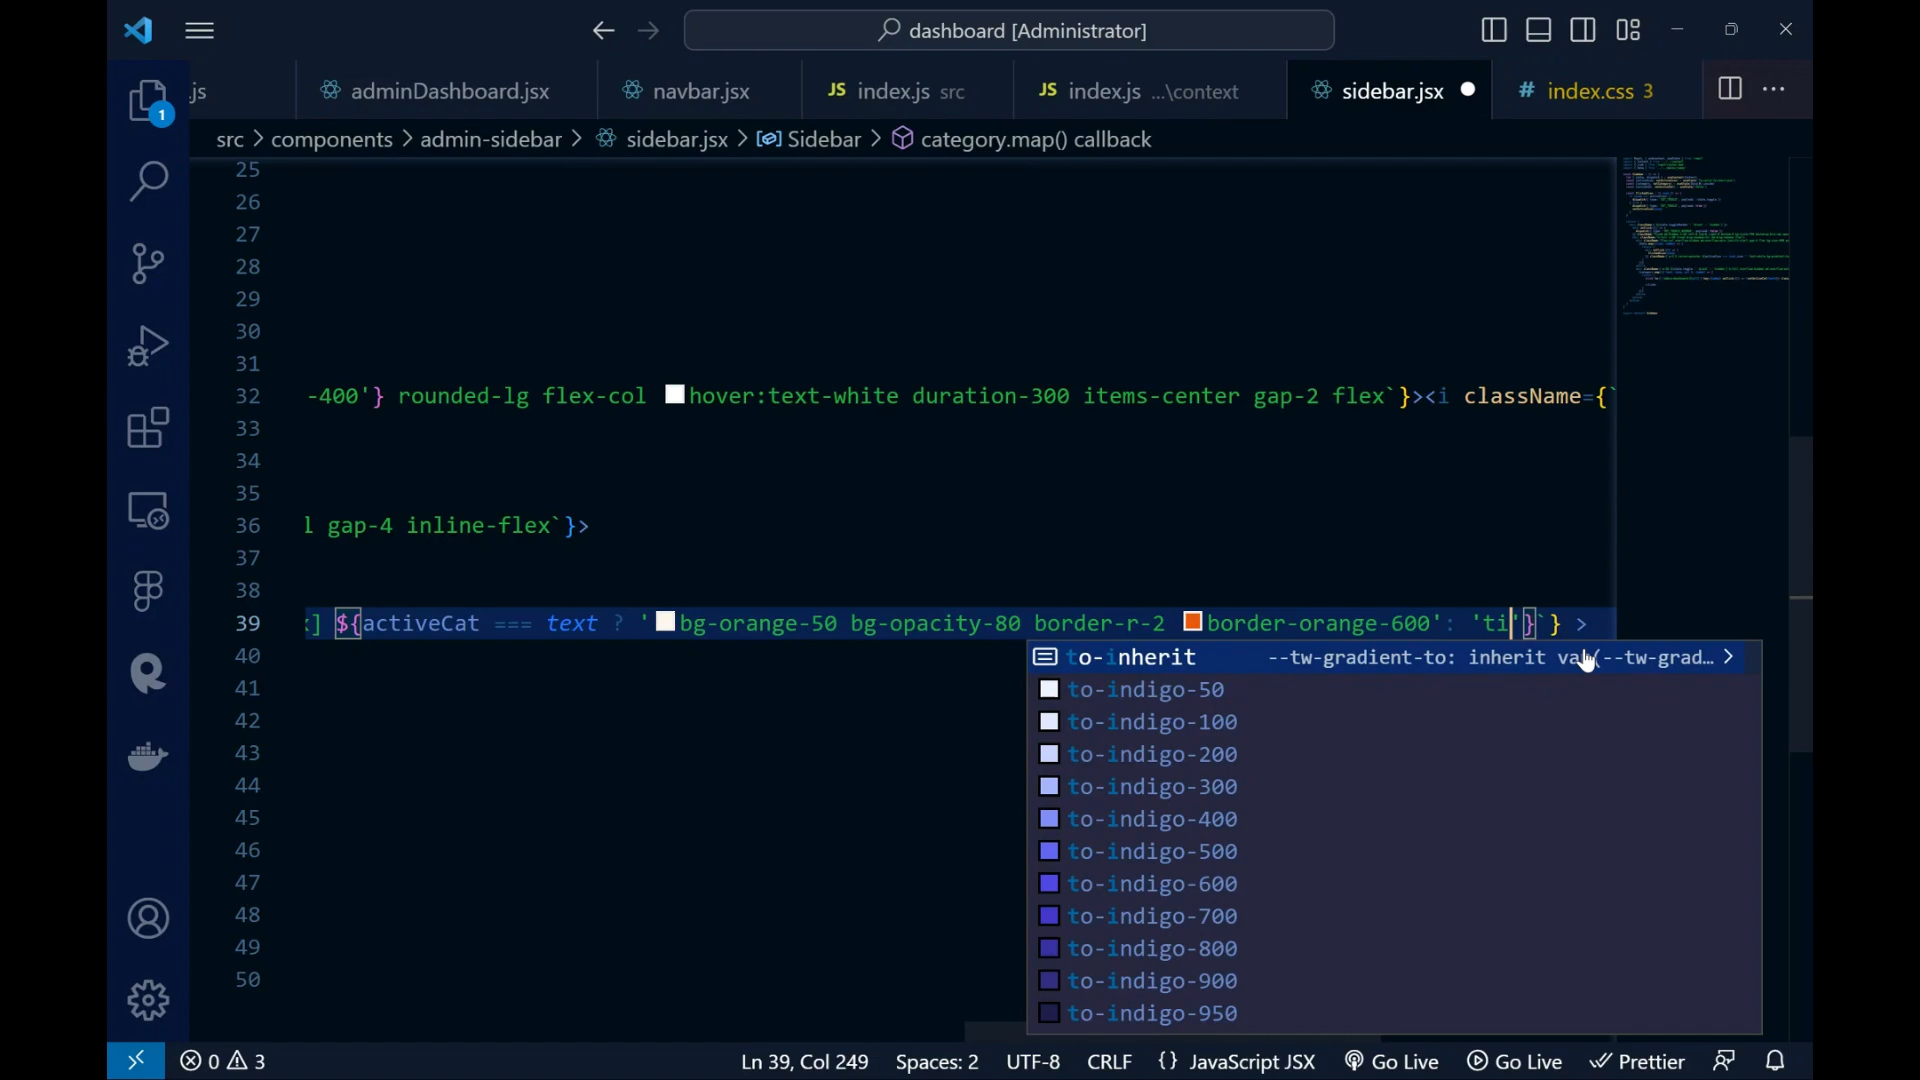 dashboard [Administrator]
.js adminDashboard.jsx navbar.jsx JS index.js src JS index.js ...\context sidebar.jsx # index.css 3 ...
1
src > components > admin-sidebar > sidebar.jsx > Sidebar > category.map() callback
25
26
27
28
29
30
31
32 -400'} rounded-lg flex-col hover:text-white duration-300 items-center gap-2 flex`}><i className={`
33
34
35
36 l gap-4 inline-flex`}>
37
38
39 ] ${activeCat === text ? 'bg-orange-50 bg-opacity-80 border-r-2 border-orange-600': 'ti'}`} >
40 to-inherit --tw-gradient-to: inherit va (--tw-grad… >
41 to-indigo-50
42 to-indigo-100
43 to-indigo-200
44 to-indigo-300
45 to-indigo-400
46 to-indigo-500
47 to-indigo-600
48 to-indigo-700
49 to-indigo-800
50 to-indigo-900
to-indigo-950
0 3 Ln 39, Col 249 Spaces: 2 UTF-8 CRLF {} JavaScript JSX Go Live Go Live Prettier